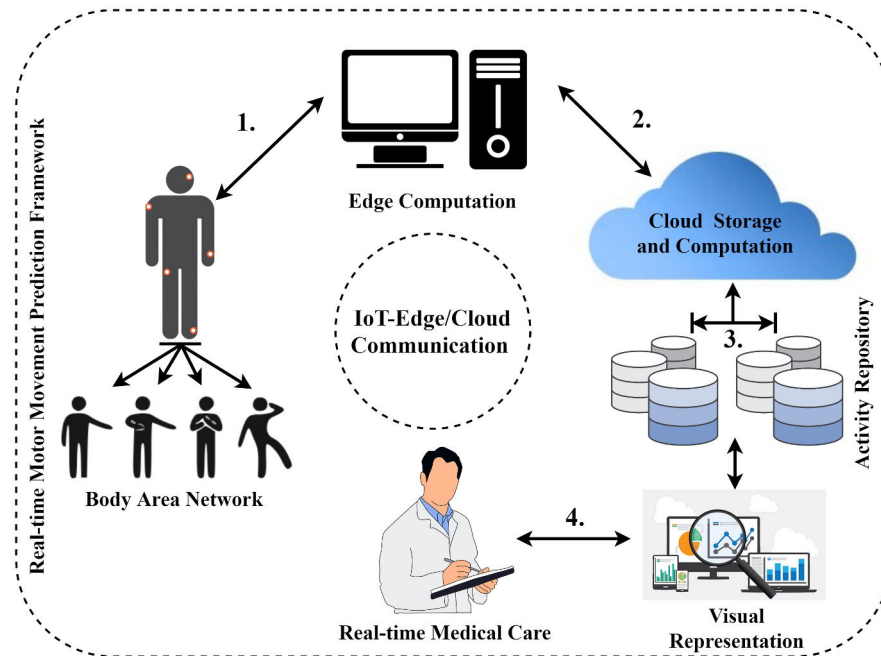 Real-time Motor Movement Prediction Framework
1.
2.
Edge Computation
Cloud Storage
and Computation
IoT-Edge/Cloud
Communication
3.
Activity Repository
Body Area Network
4.
Real-time Medical Care
Visual
Representation